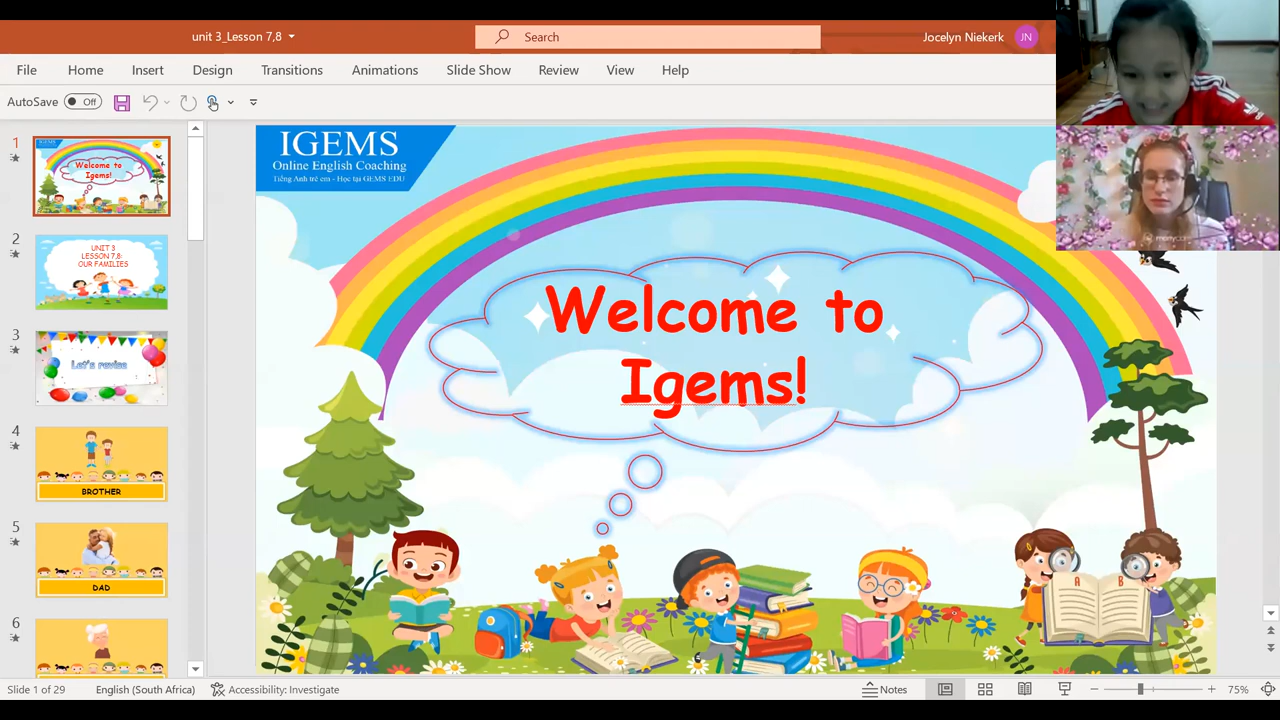 unit 3_Lesson 7,8
Search
Jocelyn Niekerk
JN
File Home Insert Design Transitions Animations Slide Show Review View Help
AutoSave Off
1
Welcome to
Igems!
2
UNIT 3
LESSON 7,8:
OUR FAMILIES
3
Let's revise
4
BROTHER
5
DAD
6
IGEMS
Online English Coaching
Tiếng Anh trẻ em - Học tại GEMS EDU
Welcome to
Igems!
A B
Slide 1 of 29 English (South Africa) Accessibility: Investigate Notes 75%